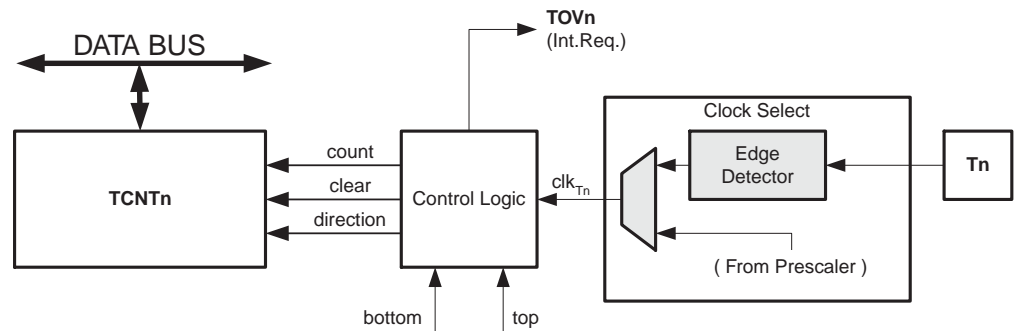 TOVn
(Int.Req.)
DATA BUS
Clock Select
TCNTn
count
clear
direction
Control Logic
clkTn
Edge
Detector
Tn
( From Prescaler )
bottom
top